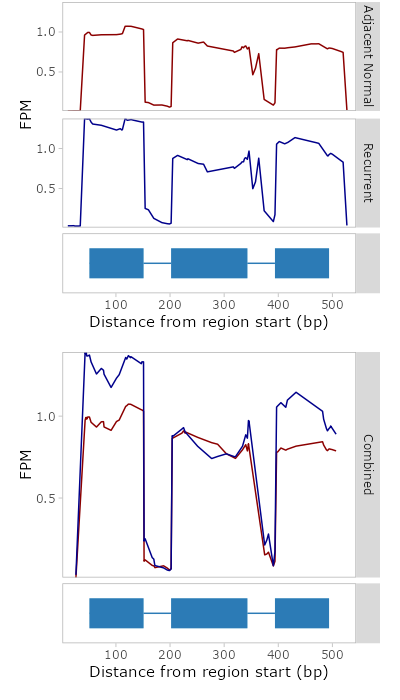 1.0
0.5
Adjacent Normal
FPM
1.0
0.5
Recurrent
100 200 300 400 500
Distance from region start (bp)
1.0
0.5
FPM
Combined
100 200 300 400 500
Distance from region start (bp)